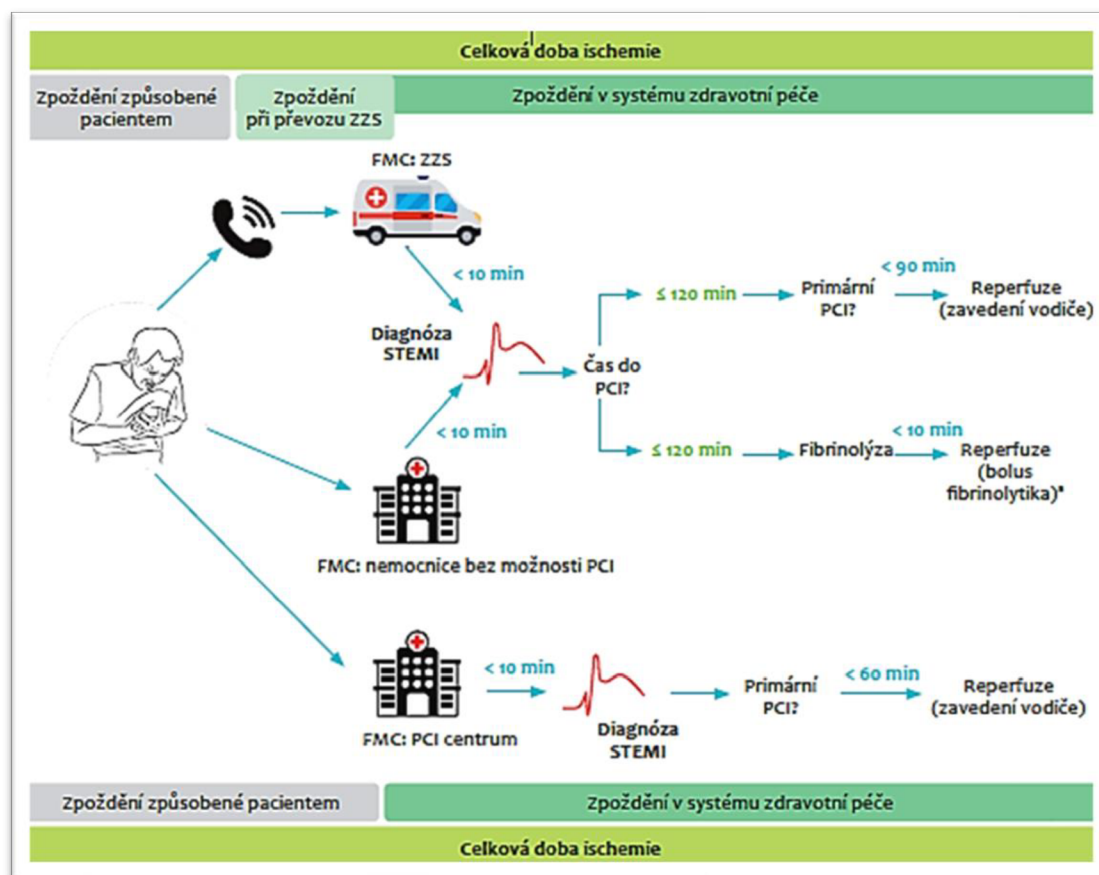 Celková doba ischemie
Zpoždění způsobené
pacientem
Zpoždění
při převozu ZZS
Zpoždění v systému zdravotní péče
FMC: ZZS
< 10 min
Diagnóza
STEMI
< 10 min
Čas do
PCI?
≤ 120 min
Primární
PCI?
< 90 min
Reperfuze
(zavedení vodiče)
≤ 120 min
Fibrinolýza
< 10 min
Reperfuze
(bolus
fibrinolytika)
FMC: nemocnice bez možnosti PCI
FMC: PCI centrum
< 10 min
Diagnóza
STEMI
Primární
PCI?
< 60 min
Reperfuze
(zavedení vodiče)
Zpoždění způsobené pacientem
Zpoždění v systému zdravotní péče
Celková doba ischemie